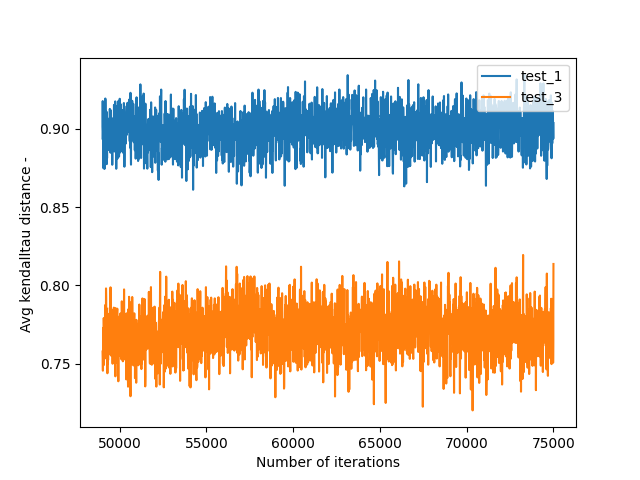 test_1
test_3
0.90
0.85
0.80
0.75
Avg kendalltau distance -
50000 55000 60000 65000 70000 75000
Number of iterations